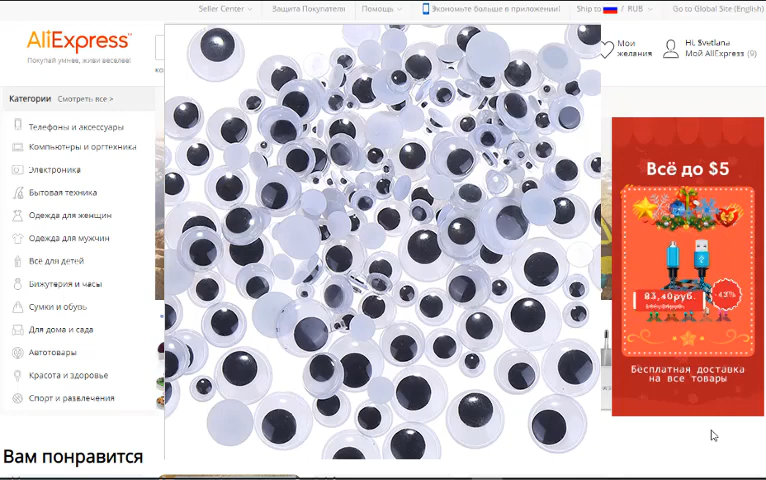 Seller Center
Защита Покупателя
Помощь
Экономьте больше в приложении!
Ship to / RUB
Go to Global Site (English)
AliExpress™
Покупай умнее, живи веселее!
Мои
желания
Hi, Svetlana
Мой AliExpress (9)
Категории Смотреть все >
Телефоны и аксессуары
Компьютеры и оргтехника
Электроника
Бытовая техника
Одежда для женщин
Одежда для мужчин
Всё для детей
Бижутерия и часы
Сумки и обувь
Для дома и сада
Автотовары
Красота и здоровье
Спорт и развлечения
Всё до $5
83,40руб.
-43%
Бесплатная доставка
на все товары
Вам понравится